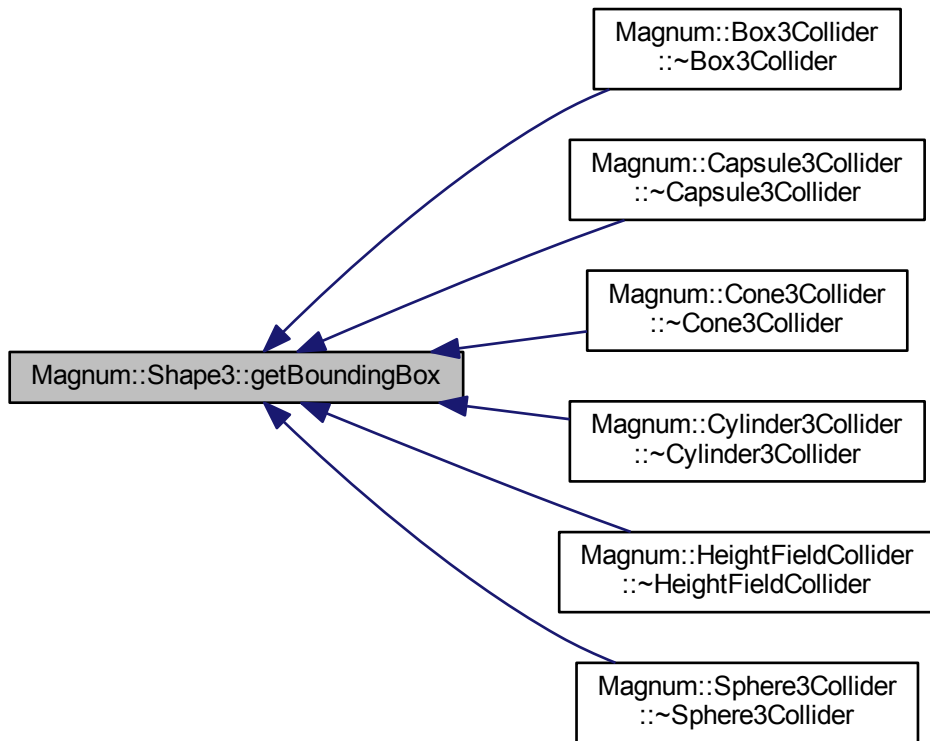 Magnum::Box3Collider
::~Box3Collider
Magnum::Capsule3Collider
::~Capsule3Collider
Magnum::Cone3Collider
::~Cone3Collider
Magnum::Shape3::getBoundingBox
Magnum::Cylinder3Collider
::~Cylinder3Collider
Magnum::HeightFieldCollider
::~HeightFieldCollider
Magnum::Sphere3Collider
::~Sphere3Collider